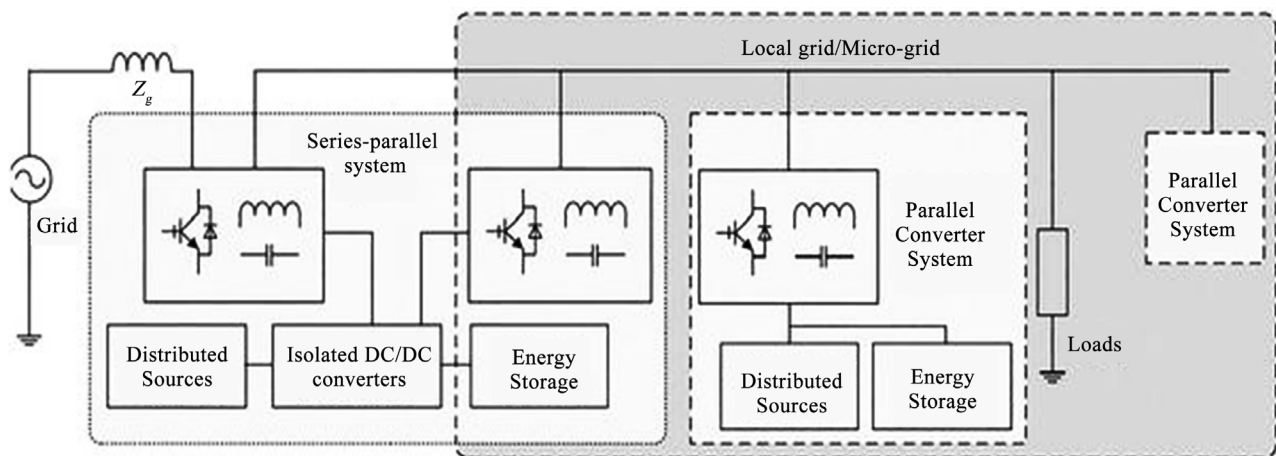 Local grid/Micro-grid
Z_g
Series-parallel
system
Grid
Parallel
Converter
System
Parallel
Converter
System
Distributed
Sources
Isolated DC/DC
converters
Energy
Storage
Distributed
Sources
Energy
Storage
Loads